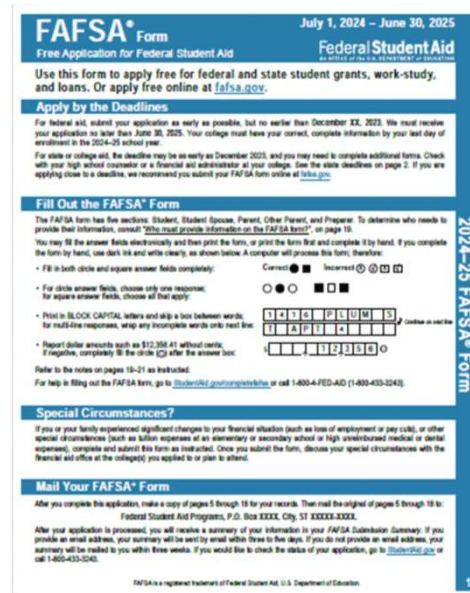 FAFSA® Form
July 1, 2024 – June 30, 2025
Free Application for Federal Student Aid
Federal Student Aid
An OFFICE of the U.S. DEPARTMENT of EDUCATION
Use this form to apply free for federal and state student grants, work-study,
and loans. Or apply free online at fafsa.gov.
Apply by the Deadlines
For federal aid, submit your application as early as possible, but no earlier than December XX, 2023. We must receive
your application no later than June 30, 2025. Your college must have your correct, complete information by your last day of
enrollment in the 2024–25 school year.
For state or college aid, the deadline may be as early as December 2023, and you may need to complete additional forms. Check
with your high school counselor or a financial aid administrator at your college. See the state deadlines on page 2. If you are
applying close to a deadline, we recommend you submit your FAFSA form online at fafsa.gov.
Fill Out the FAFSA® Form
The FAFSA form has five sections: Student, Student Spouse, Parent, Other Parent, and Preparer. To determine who needs to
provide their information, consult "Who must provide information on the FAFSA form?", on page 19.
You may fill the answer fields electronically and then print the form, or print the form first and complete it by hand. If you complete
the form by hand, use dark ink and write clearly, as shown below. A computer will process this form; therefore:
• Fill in both circle and square answer fields completely: Correct Incorrect
• For circle answer fields, choose only one response;
for square answer fields, choose all that apply:
• Print in BLOCK CAPITAL letters and skip a box between words;
for multi-line responses, wrap any incomplete words onto next line:
1416 PLUM S
T APT 4
Continue on next line
• Report dollar amounts such as $12,356.41 without cents;
if negative, completely fill the circle (O) after the answer box:
$ 12356
Refer to the notes on pages 19–21 as instructed.
For help in filling out the FAFSA form, go to StudentAid.gov/completefafsa or call 1-800-4-FED-AID (1-800-433-3243).
2024–25 FAFSA® Form
Special Circumstances?
If you or your family experienced significant changes to your financial situation (such as loss of employment or pay cuts), or other
special circumstances (such as tuition expenses at an elementary or secondary school or high unreimbursed medical or dental
expenses), complete and submit this form as instructed. Once you submit the form, discuss your special circumstances with the
financial aid office at the college(s) you applied to or plan to attend.
Mail Your FAFSA® Form
After you complete this application, make a copy of pages 5 through 18 for your records. Then mail the original of pages 5 through 18 to:
Federal Student Aid Programs, P.O. Box XXXX, City, ST XXXXX-XXXX.
After your application is processed, you will receive a summary of your information in your FAFSA Submission Summary. If you
provide an email address, your summary will be sent by email within three to five days. If you do not provide an email address, your
summary will be mailed to you within three weeks. If you would like to check the status of your application, go to StudentAid.gov or
call 1-800-433-3243.
FAFSA is a registered trademark of Federal Student Aid, U.S. Department of Education.
1